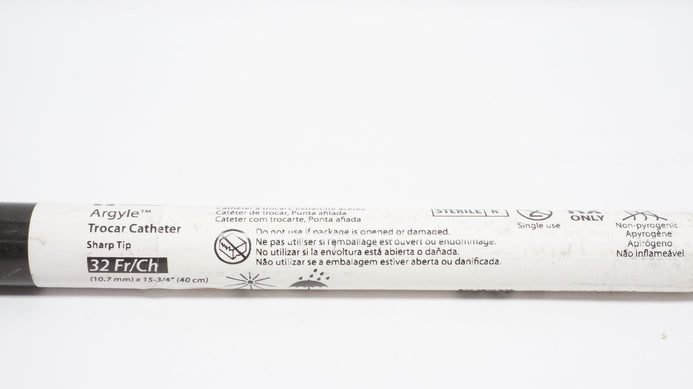 Argyle™
Trocar Catheter
Sharp Tip
32 Fr/Ch
(10.7 mm) x 15-3/4" (40 cm)
Catéter de trocar, Punta afilada
Cateter com trocarte, Ponta afiada
Do not use if package is opened or damaged.
Ne pas utiliser si l'emballage est ouvert ou endommagé.
No utilizar si la envoltura está abierta o dañada.
Não utilizar se a embalagem estiver aberta ou danificada.
STERILE R
Single use
ONLY
Non-pyrogenic
Apyrogène
Apirógeno
Não inflameável